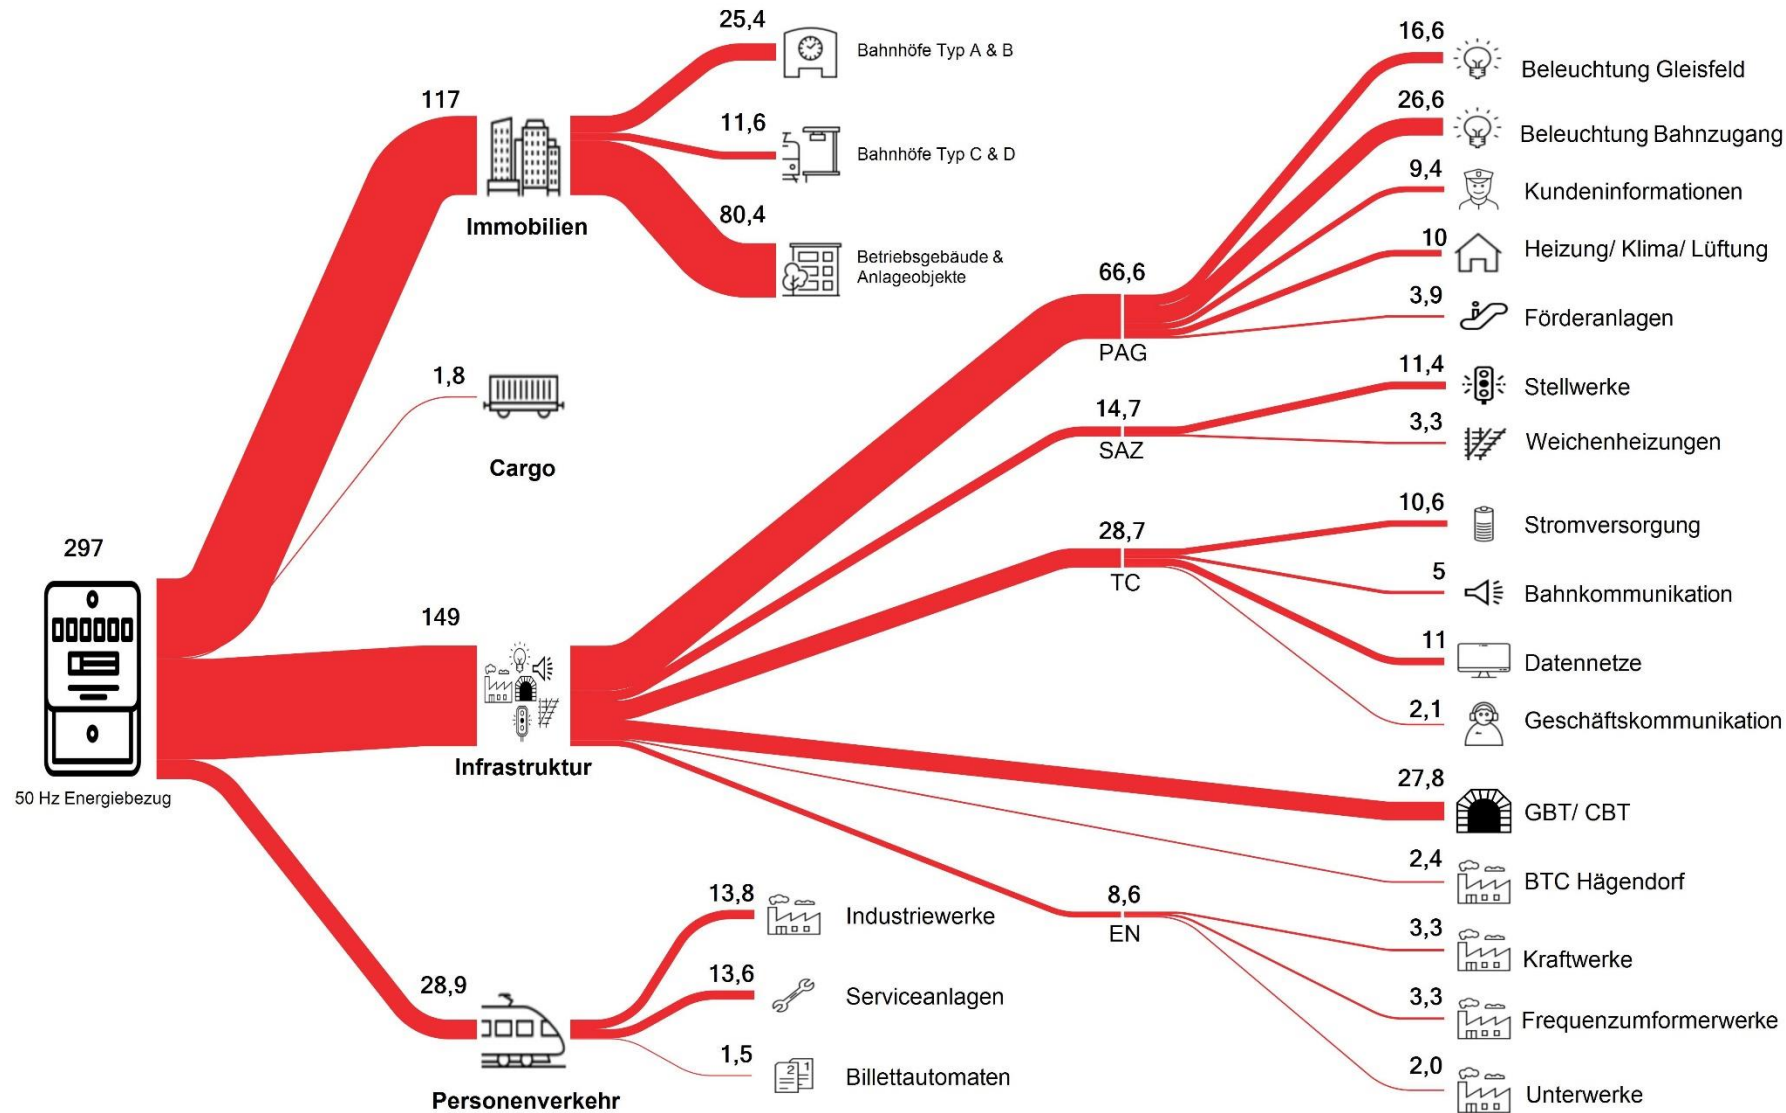 297
50 Hz Energiebezug
117
Immobilien
25,4
Bahnhöfe Typ A & B
11,6
Bahnhöfe Typ C & D
80,4
Betriebsgebäude &
Anlageobjekte
1,8
Cargo
149
Infrastruktur
66,6
PAG
16,6
Beleuchtung Gleisfeld
26,6
Beleuchtung Bahnzugang
9,4
Kundeninformationen
10
Heizung/ Klima/ Lüftung
3,9
Förderanlagen
14,7
SAZ
11,4
Stellwerke
3,3
Weichenheizungen
28,7
TC
10,6
Stromversorgung
5
Bahnkommunikation
11
Datennetze
2,1
Geschäftskommunikation
27,8
GBT/ CBT
2,4
BTC Hägendorf
8,6
EN
3,3
Kraftwerke
3,3
Frequenzumformerwerke
2,0
Unterwerke
28,9
Personenverkehr
13,8
Industriewerke
13,6
Serviceanlagen
1,5
2 1
Billettautomaten